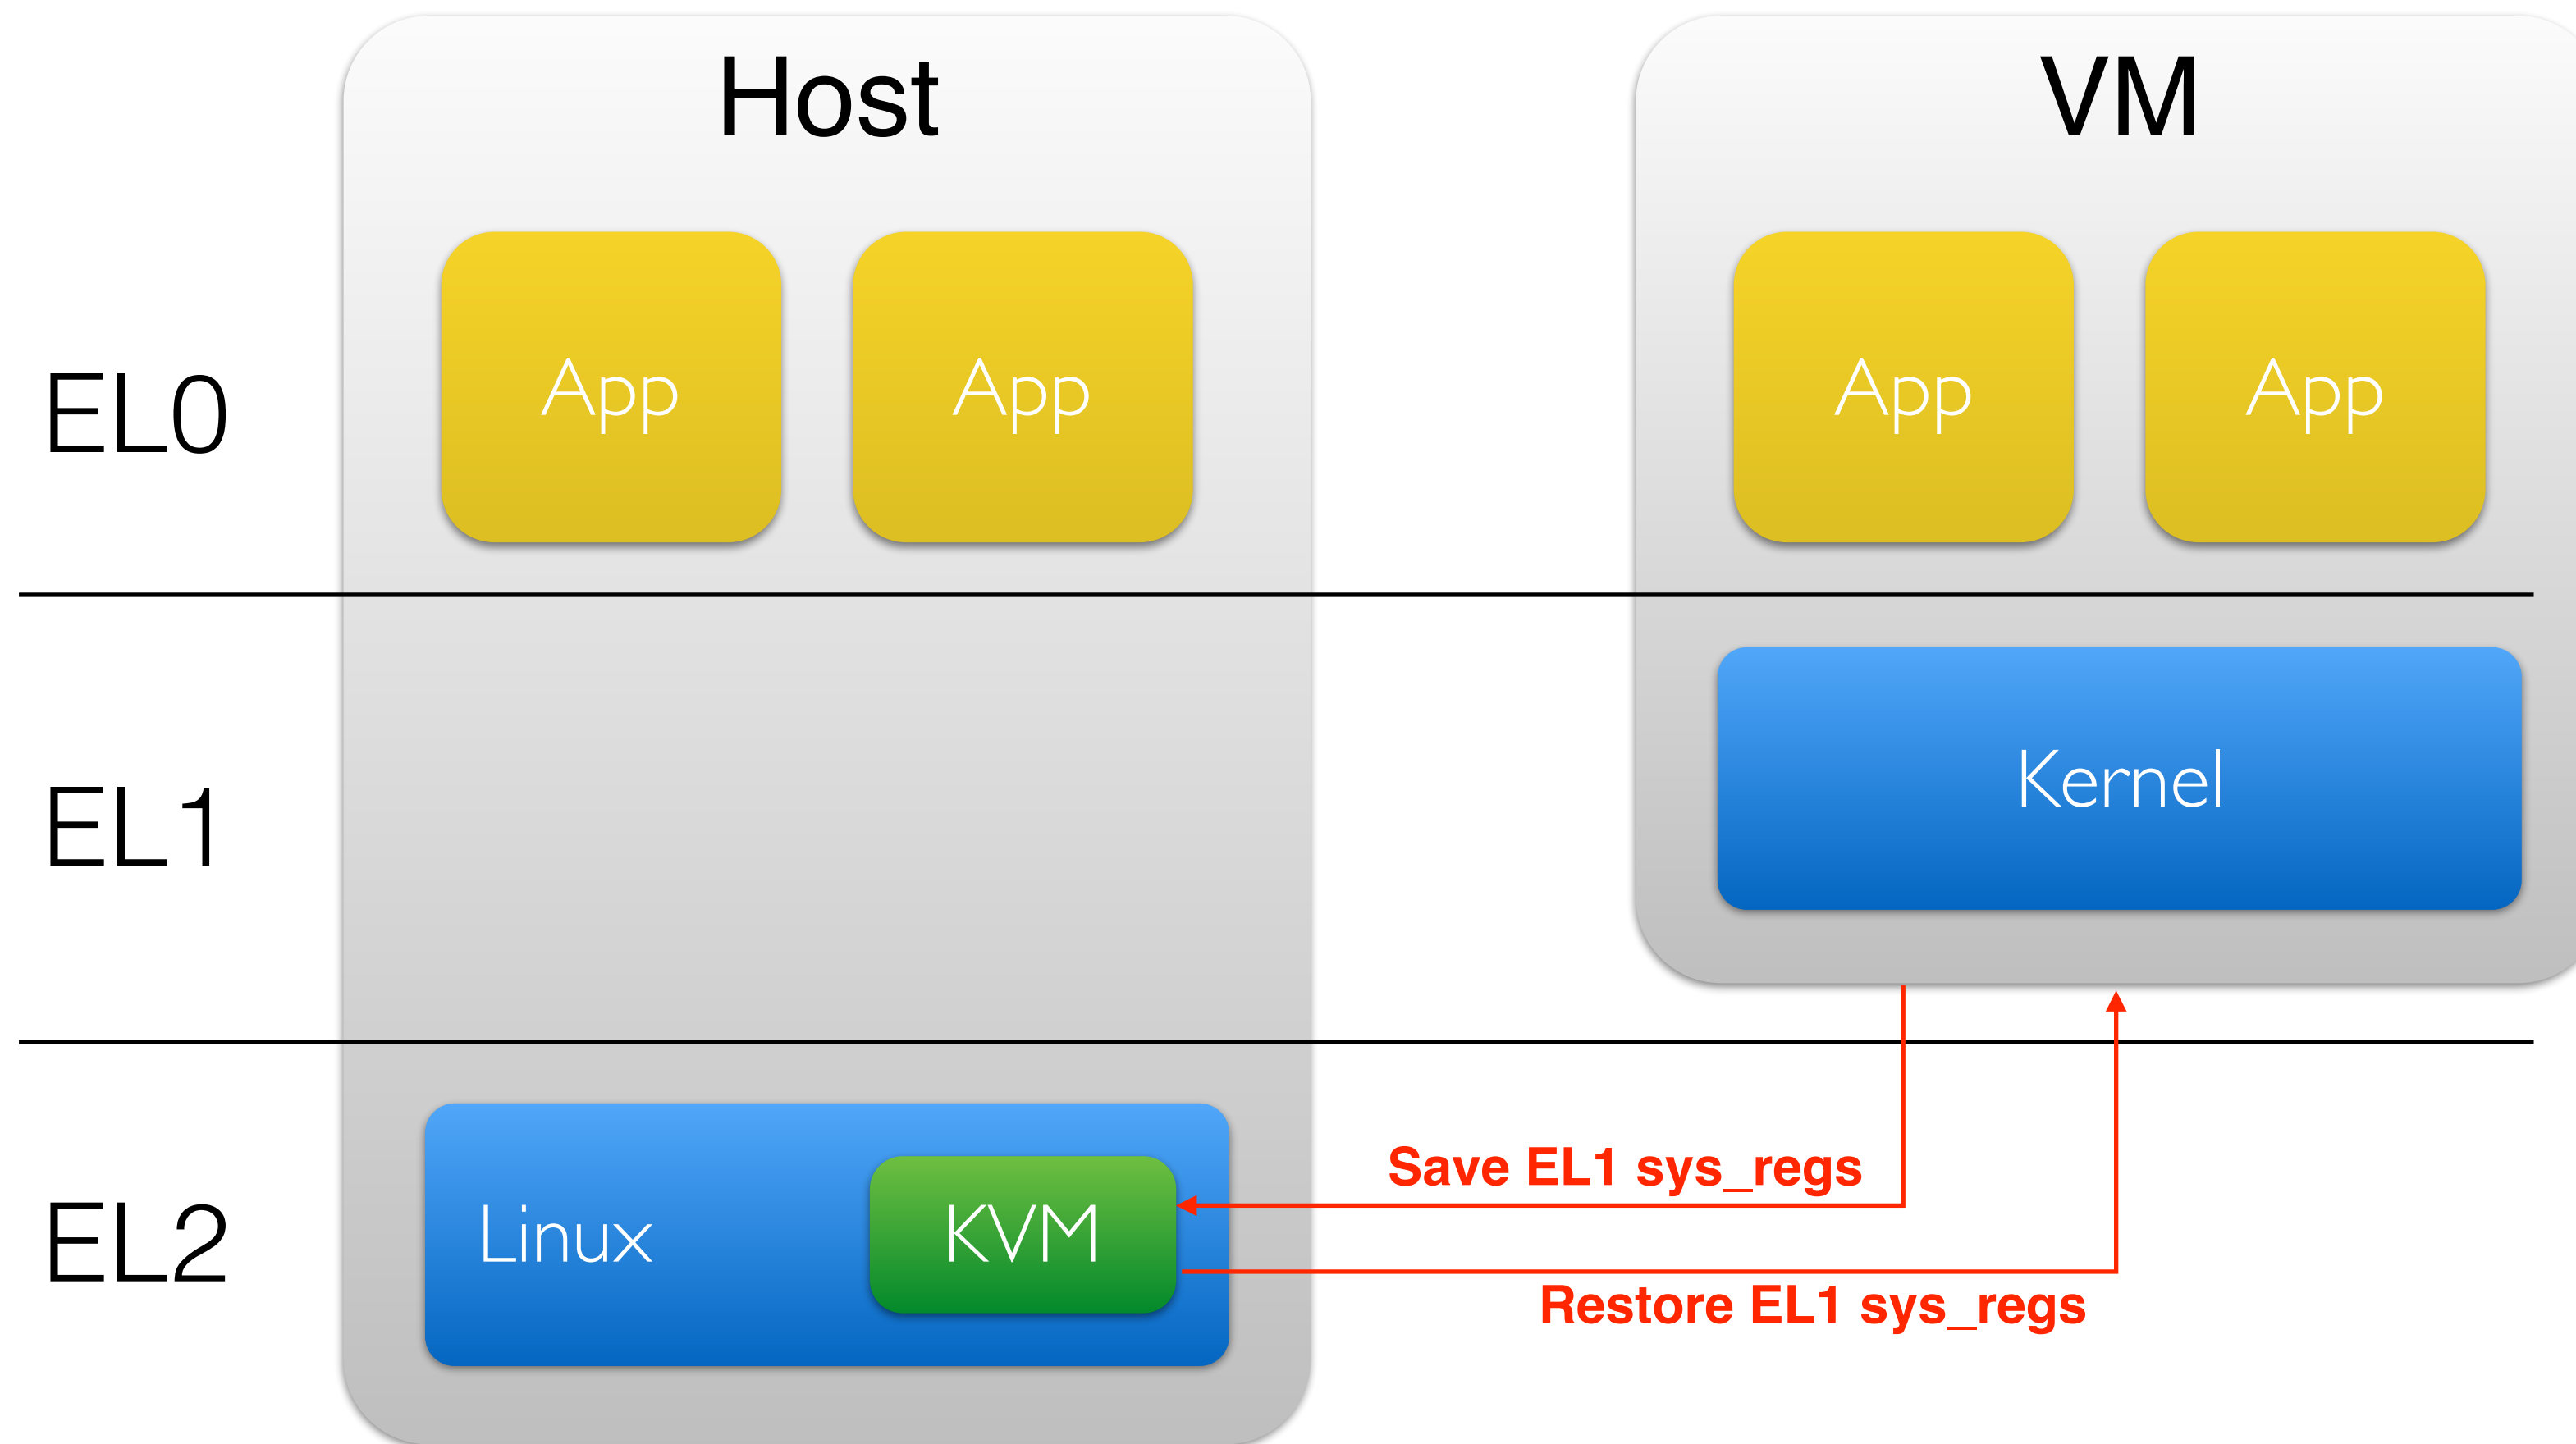 Host
VM
EL0
App
App
App
App
EL1
Kernel
EL2
Linux
KVM
Save EL1 sys_regs
Restore EL1 sys_regs